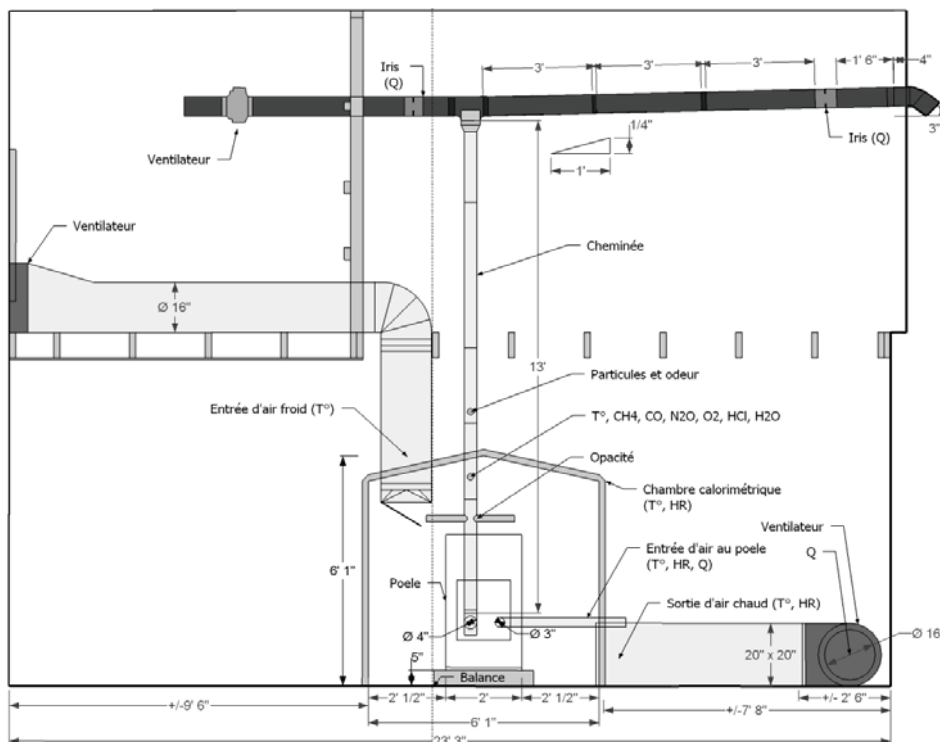 Iris
(Q)
3'
3'
3'
1' 6"
4"
3"
Iris (Q)
1/4"
1'
Ventilateur
Ventilateur
Cheminée
Ø 16"
13'
Particules et odeur
Entrée d'air froid (T°)
T°, CH4, CO, N2O, O2, HCl, H2O
Opacité
Chambre calorimétrique
(T°, HR)
Ventilateur
Q
6' 1"
Entrée d'air au poele
(T°, HR, Q)
Poele
Sortie d'air chaud (T°, HR)
Ø 4"
Ø 3"
Ø 16
20" x 20"
5"
Balance
2' 1/2"
2'
2' 1/2"
+/- 2' 6"
+/-9' 6"
+/-7' 8"
6' 1"
23' 3"